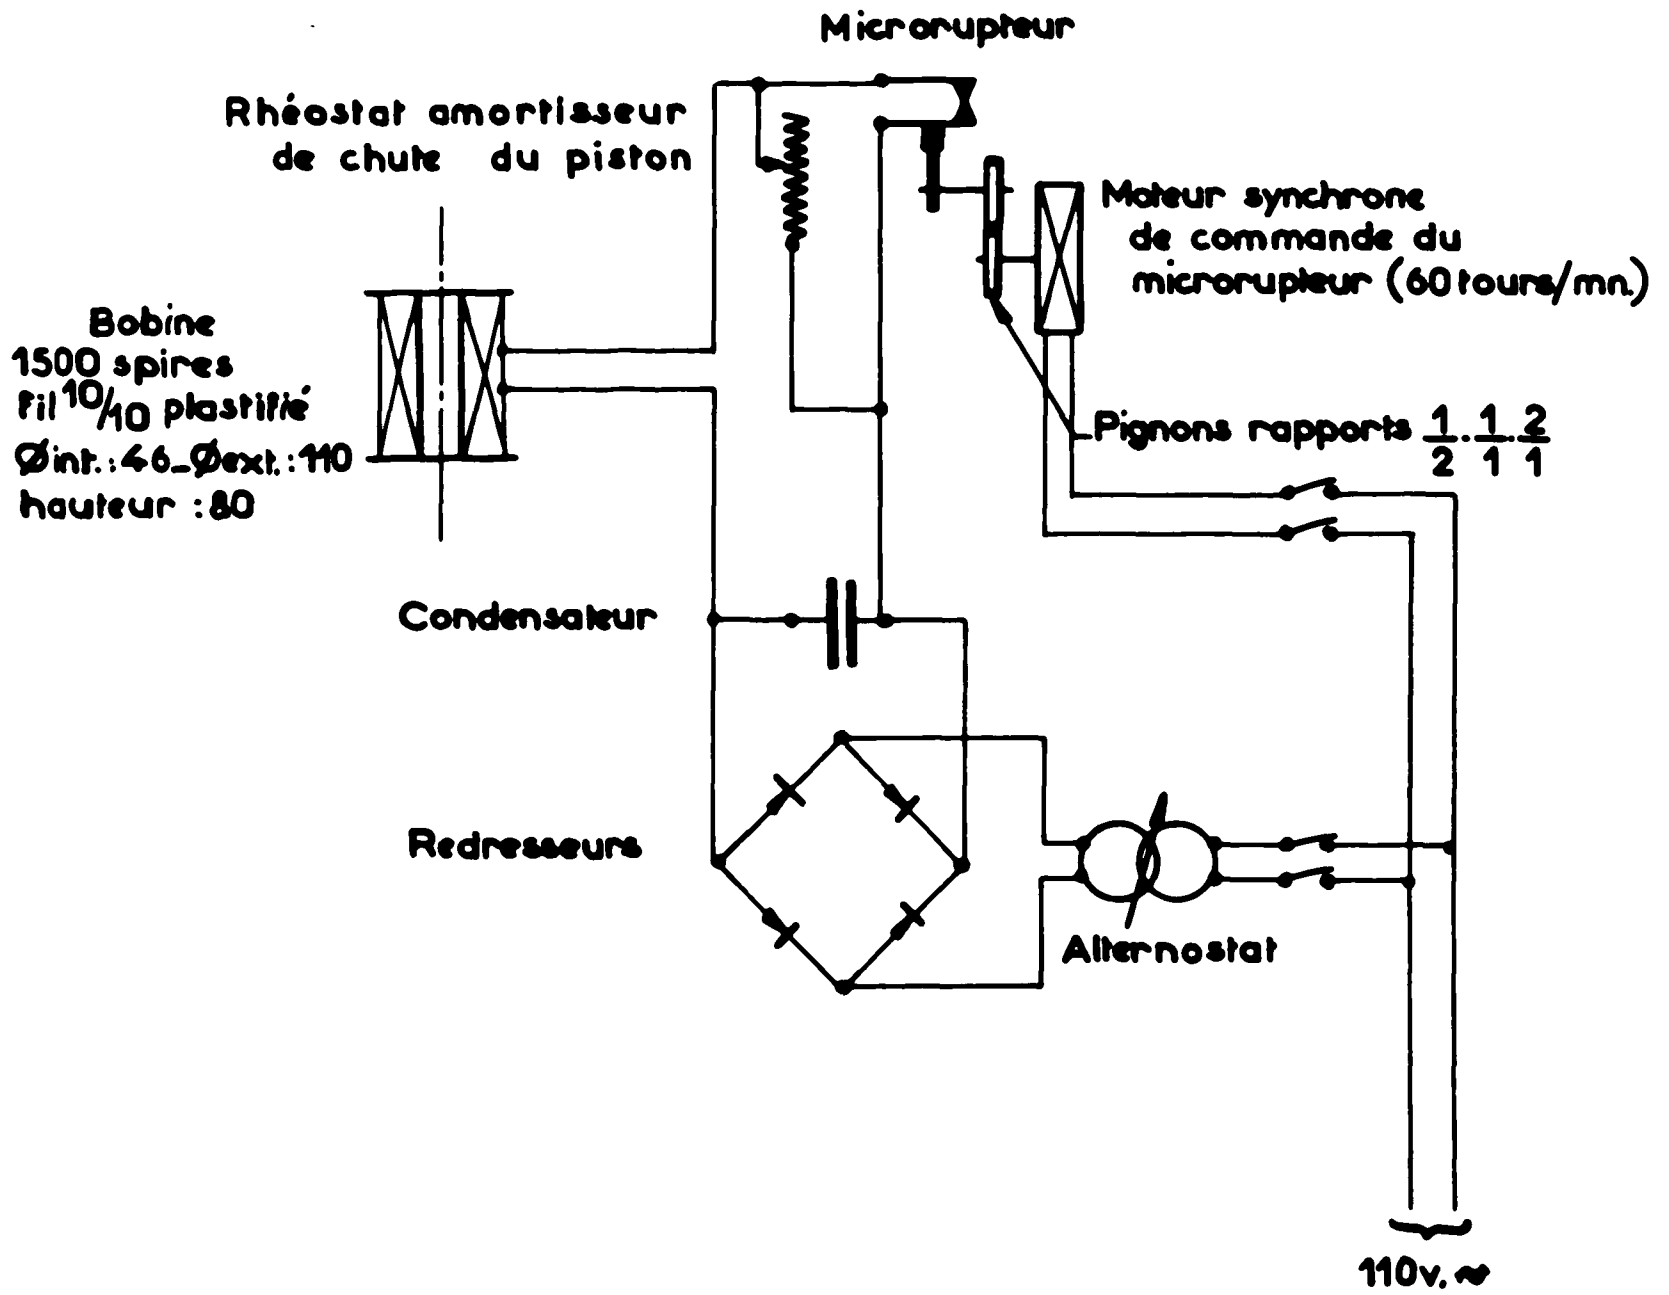 Microrupteur
Rhéostat amortisseur
de chute du piston
Moteur synchrone
de commande du
microrupteur (60 tours/mn.)
Bobine
1500 spires
fil 10/10 plastifié
Øint.:46_Øext.:110
hauteur :80
Pignons rapports 1/2 . 1/1 . 2/1
Condensateur
Redresseurs
Alternostat
110v. ~